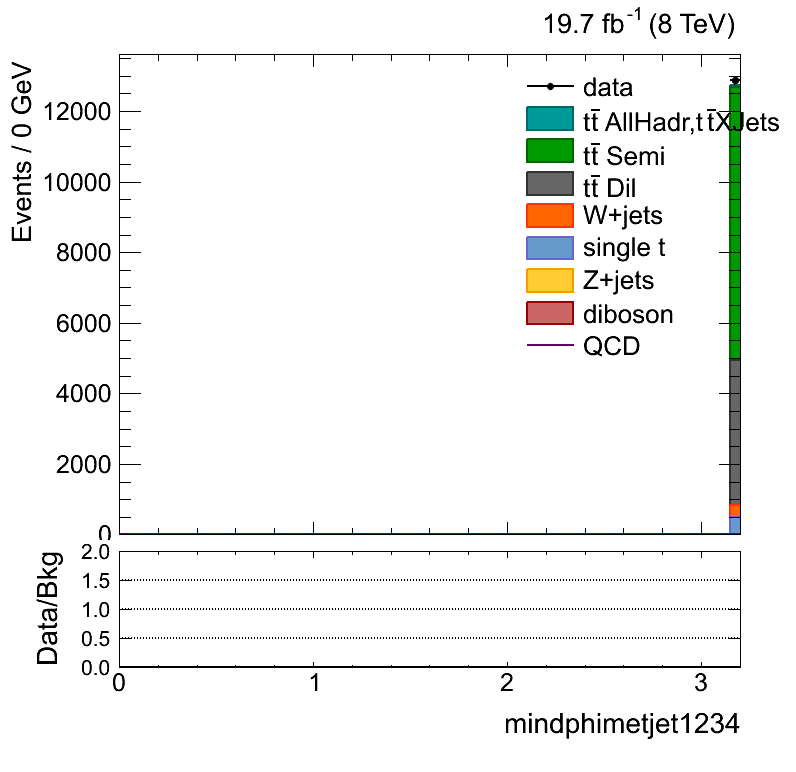 19.7 fb⁻¹ (8 TeV)
Events / 0 GeV
12000
10000
8000
6000
4000
2000
0
data
tt̄ AllHadr,tt̄XJets
tt̄ Semi
tt̄ Dil
W+jets
single t
Z+jets
diboson
QCD
Data/Bkg
2.0
1.5
1.0
0.5
0.0
0 1 2 3
mindphimetjet1234